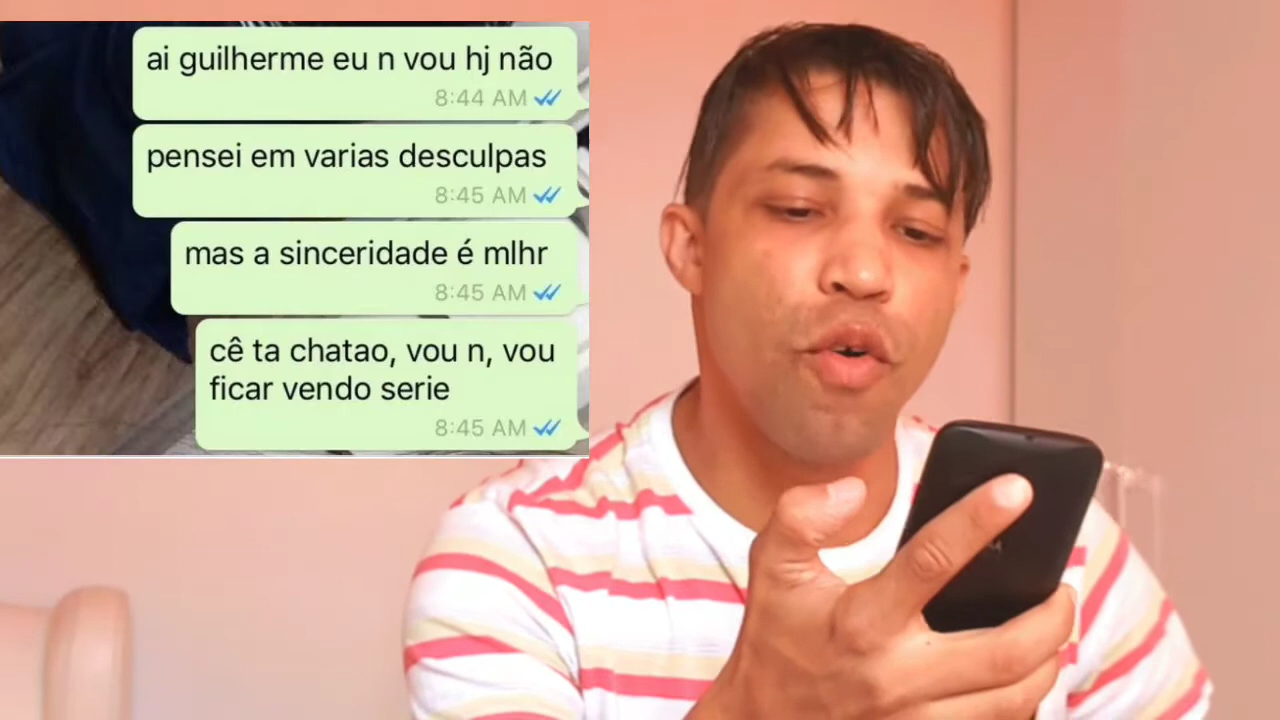 ai guilherme eu n vou hj não
8:44 AM
pensei em varias desculpas
8:45 AM
mas a sinceridade é mlhr
8:45 AM
cê ta chatao, vou n, vou
ficar vendo serie
8:45 AM